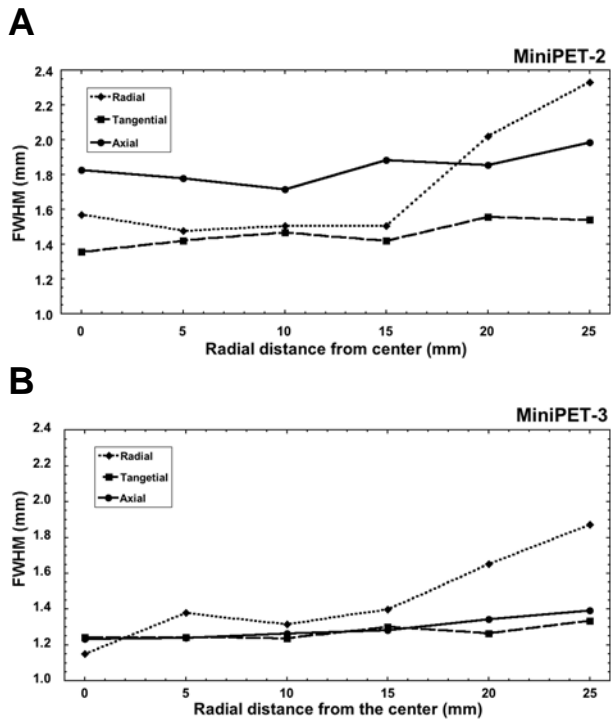 A
MiniPET-2
2.4
2.2
2.0
1.8
1.6
1.4
1.2
1.0
FWHM (mm)
Radial
Tangential
Axial
0 5 10 15 20 25
Radial distance from center (mm)
B
MiniPET-3
2.4
2.2
2.0
1.8
1.6
1.4
1.2
1.0
FWHM (mm)
Radial
Tangetial
Axial
0 5 10 15 20 25
Radial distance from the center (mm)